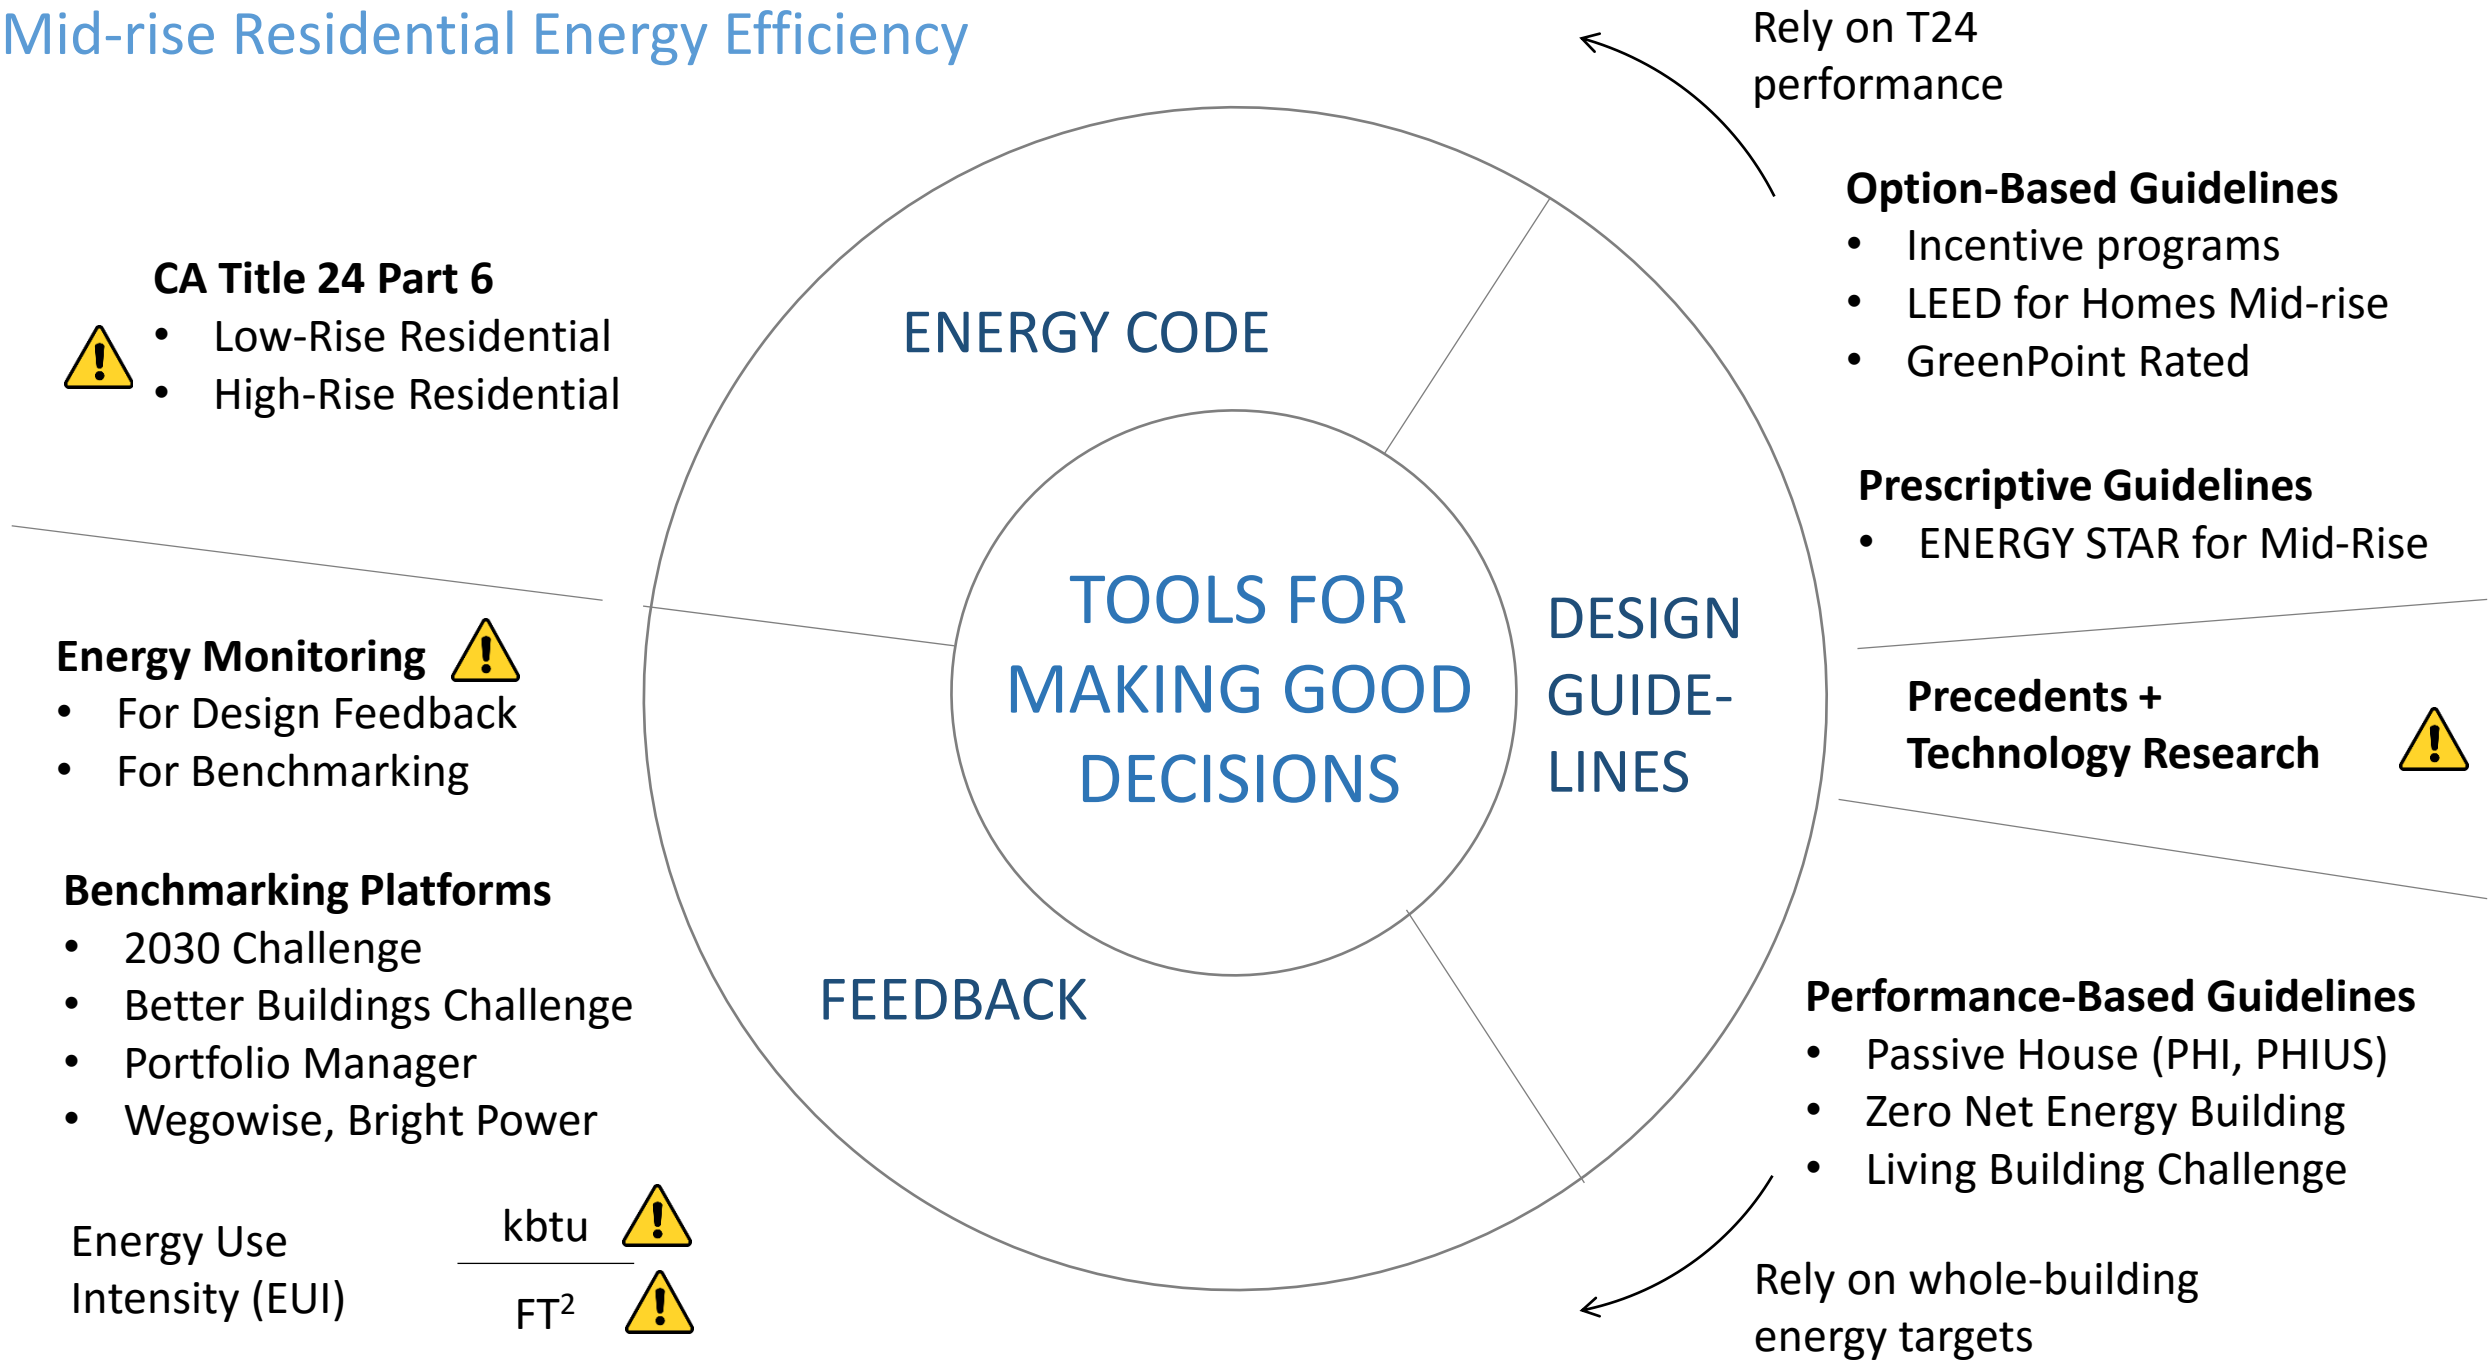 Mid-rise Residential Energy Efficiency
Rely on T24
performance
CA Title 24 Part 6
• Low-Rise Residential
• High-Rise Residential
ENERGY CODE
Option-Based Guidelines
• Incentive programs
• LEED for Homes Mid-rise
• GreenPoint Rated
Prescriptive Guidelines
• ENERGY STAR for Mid-Rise
TOOLS FOR
MAKING GOOD
DECISIONS
DESIGN
GUIDE-
LINES
Precedents +
Technology Research
Energy Monitoring
• For Design Feedback
• For Benchmarking
Benchmarking Platforms
• 2030 Challenge
• Better Buildings Challenge
• Portfolio Manager
• Wegowise, Bright Power
FEEDBACK
Performance-Based Guidelines
• Passive House (PHI, PHIUS)
• Zero Net Energy Building
• Living Building Challenge
Energy Use
Intensity (EUI)
kbtu
FT²
Rely on whole-building
energy targets